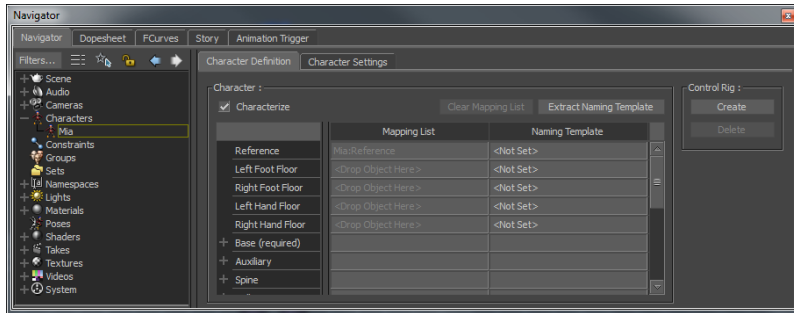 Navigator
Navigator Dopesheet FCurves Story Animation Trigger
Filters...
Scene
Audio
Cameras
Characters
Mia
Constraints
Groups
Sets
Namespaces
Lights
Materials
Poses
Shaders
Takes
Textures
Videos
System
Character Definition Character Settings
Character :
Characterize Clear Mapping List Extract Naming Template
Mapping List Naming Template
Reference Mia:Reference <Not Set>
Left Foot Floor <Drop Object Here> <Not Set>
Right Foot Floor <Drop Object Here> <Not Set>
Left Hand Floor <Drop Object Here> <Not Set>
Right Hand Floor <Drop Object Here> <Not Set>
Base (required)
Auxiliary
Spine
Control Rig :
Create
Delete